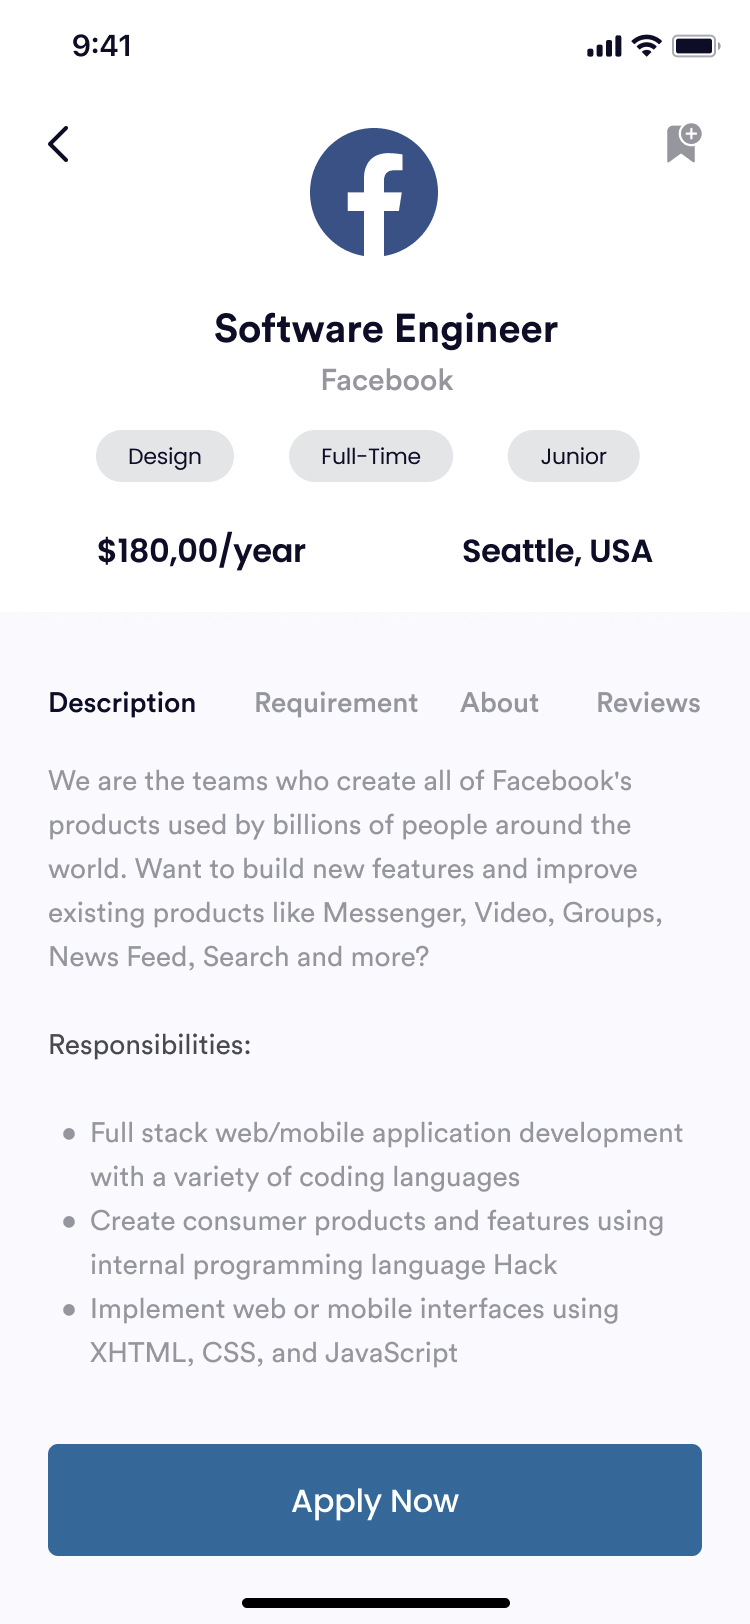 9:41
Software Engineer
Facebook
Design Full-Time Junior
$180,00/year Seattle, USA
Description Requirement About Reviews
We are the teams who create all of Facebook's
products used by billions of people around the
world. Want to build new features and improve
existing products like Messenger, Video, Groups,
News Feed, Search and more?
Responsibilities:
● Full stack web/mobile application development
with a variety of coding languages
● Create consumer products and features using
internal programming language Hack
● Implement web or mobile interfaces using
XHTML, CSS, and JavaScript
Apply Now